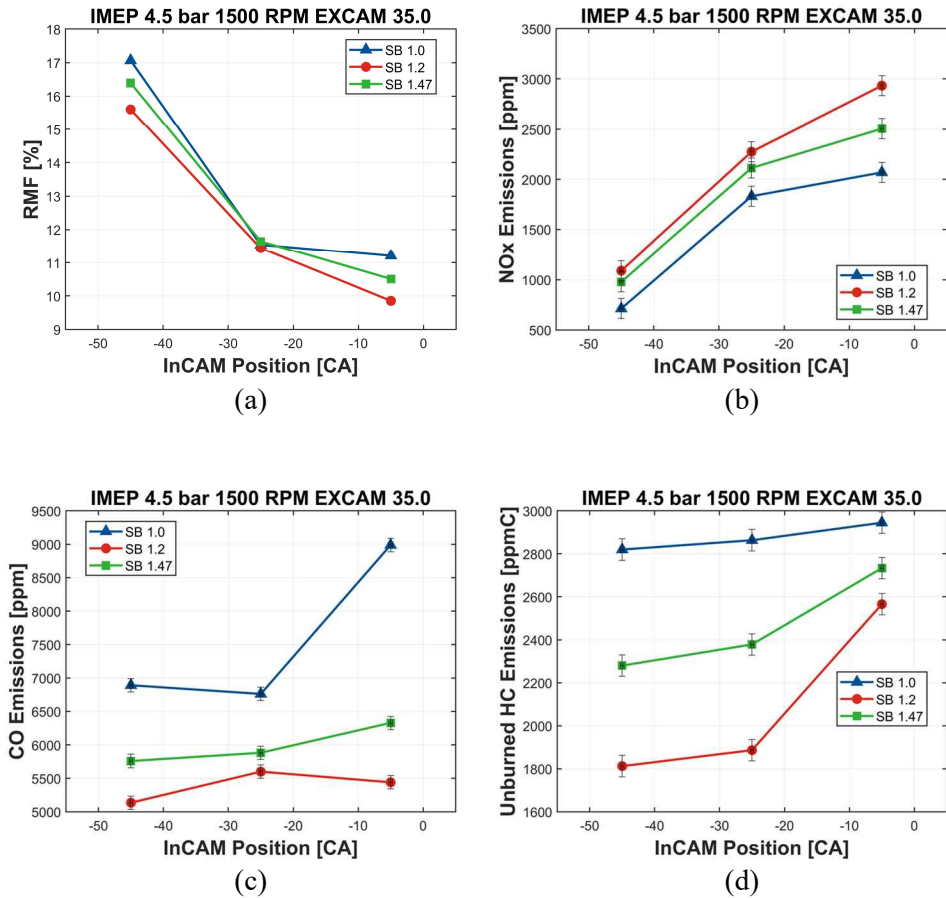 IMEP 4.5 bar 1500 RPM EXCAM 35.0
18
17
16
15
14
13
12
11
10
9
RMF [%]
SB 1.0
SB 1.2
SB 1.47
-50 -40 -30 -20 -10 0
InCAM Position [CA]
(a)
IMEP 4.5 bar 1500 RPM EXCAM 35.0
3500
3000
2500
2000
1500
1000
500
NOx Emissions [ppm]
SB 1.0
SB 1.2
SB 1.47
-50 -40 -30 -20 -10 0
InCAM Position [CA]
(b)
IMEP 4.5 bar 1500 RPM EXCAM 35.0
9500
9000
8500
8000
7500
7000
6500
6000
5500
5000
CO Emissions [ppm]
SB 1.0
SB 1.2
SB 1.47
-50 -40 -30 -20 -10 0
InCAM Position [CA]
(c)
IMEP 4.5 bar 1500 RPM EXCAM 35.0
3000
2800
2600
2400
2200
2000
1800
1600
Unburned HC Emissions [ppmC]
SB 1.0
SB 1.2
SB 1.47
-50 -40 -30 -20 -10 0
InCAM Position [CA]
(d)